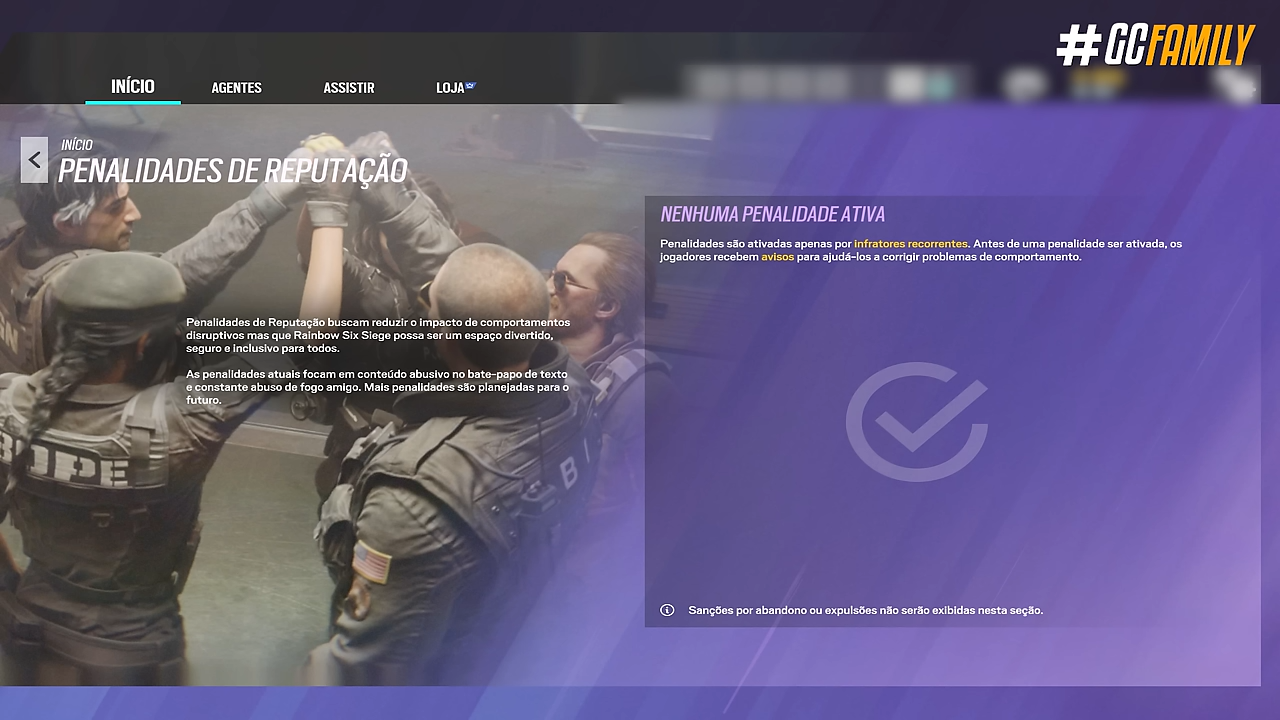 #GCFAMILY
INÍCIO
AGENTES
ASSISTIR
LOJA
INÍCIO
PENALIDADES DE REPUTAÇÃO
NENHUMA PENALIDADE ATIVA
Penalidades são ativadas apenas por infratores recorrentes. Antes de uma penalidade ser ativada, os
jogadores recebem avisos para ajudá-los a corrigir problemas de comportamento.
Penalidades de Reputação buscam reduzir o impacto de comportamentos
disruptivos mas que Rainbow Six Siege possa ser um espaço divertido,
seguro e inclusivo para todos.
As penalidades atuais focam em conteúdo abusivo no bate-papo de texto
e constante abuso de fogo amigo. Mais penalidades são planejadas para o
futuro.
BOPE
Sanções por abandono ou expulsões não serão exibidas nesta seção.